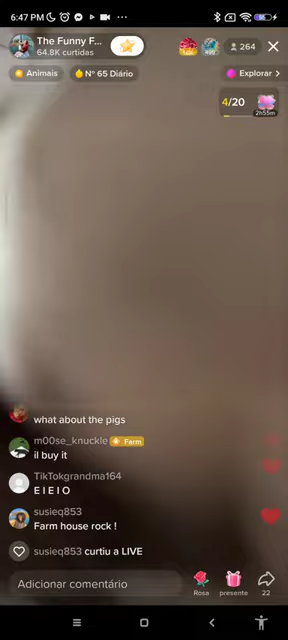 6:47 PM
The Funny F...
64.8K curtidas
264
Animais
Nº 65 Diário
Explorar >
4/20
2h55m
what about the pigs
m00se_knuckle Farm
il buy it
TikTokgrandma164
E I E I O
susieq853
Farm house rock !
susieq853 curtiu a LIVE
Adicionar comentário
Rosa
presente
22